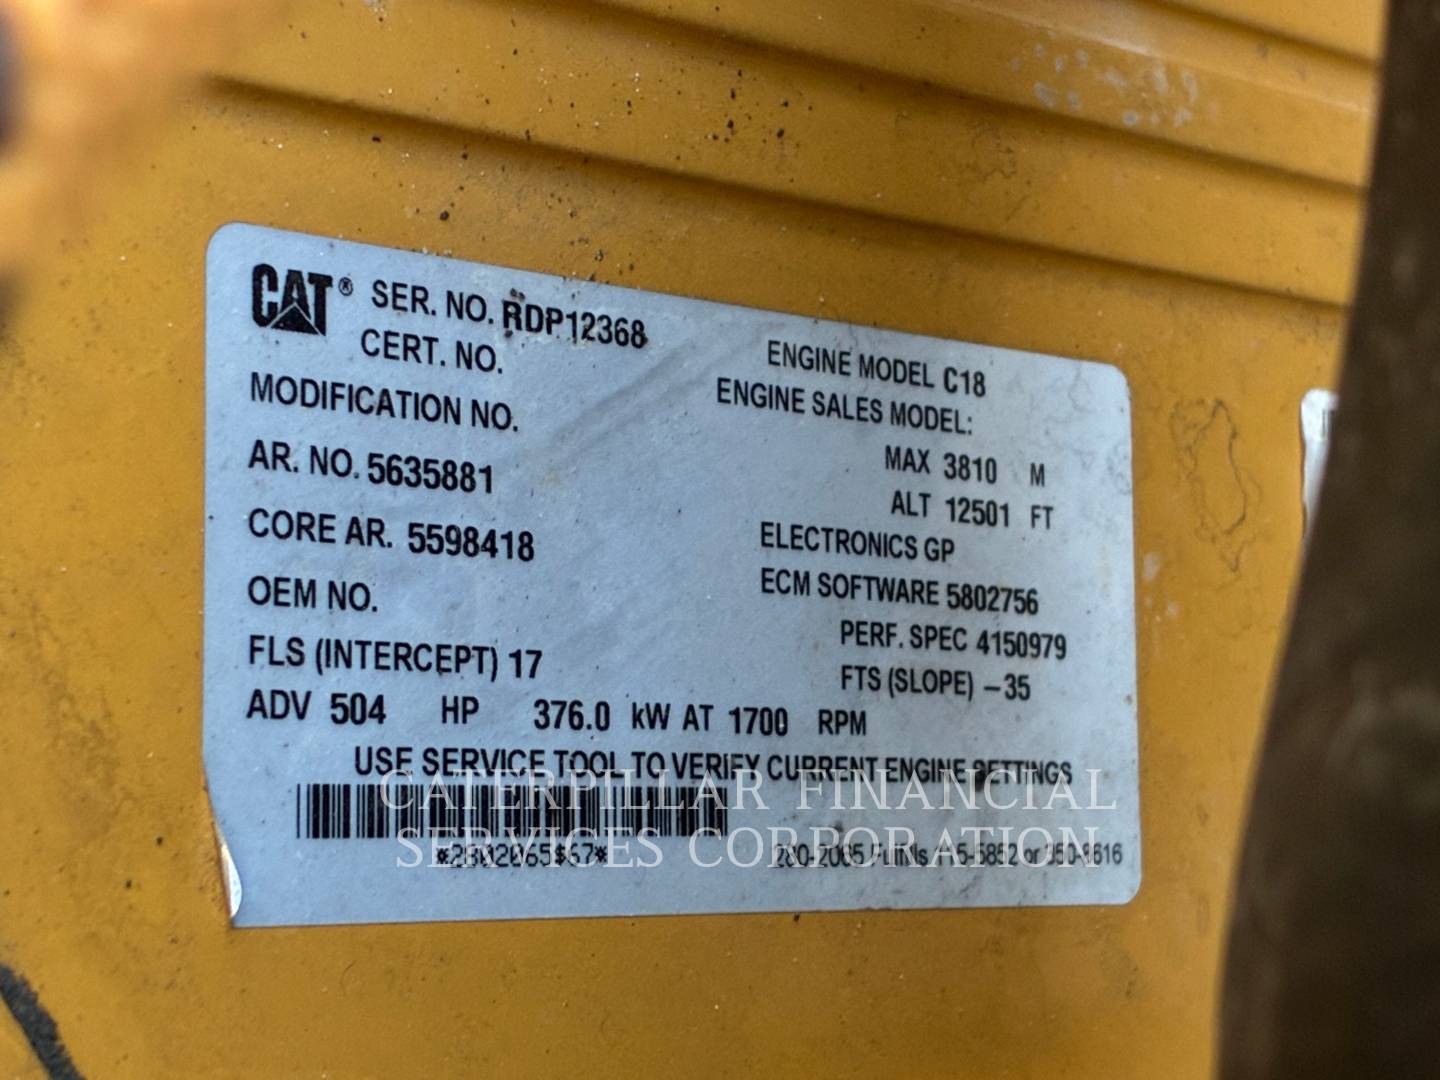 CAT® SER. NO. RDP12368
CERT. NO.
MODIFICATION NO.
AR. NO. 5635881
CORE AR. 5598418
OEM NO.
FLS (INTERCEPT) 17
ENGINE MODEL C18
ENGINE SALES MODEL:
MAX 3810 M
ALT 12501 FT
ELECTRONICS GP
ECM SOFTWARE 5802756
PERF. SPEC 4150979
FTS (SLOPE) -35
ADV 504 HP 376.0 kW AT 1700 RPM
USE SERVICE TOOL TO VERIFY CURRENT ENGINE SETTINGS
*2802065$67*
or
CATERPILLAR FINANCIAL
SERVICES CORPORATION